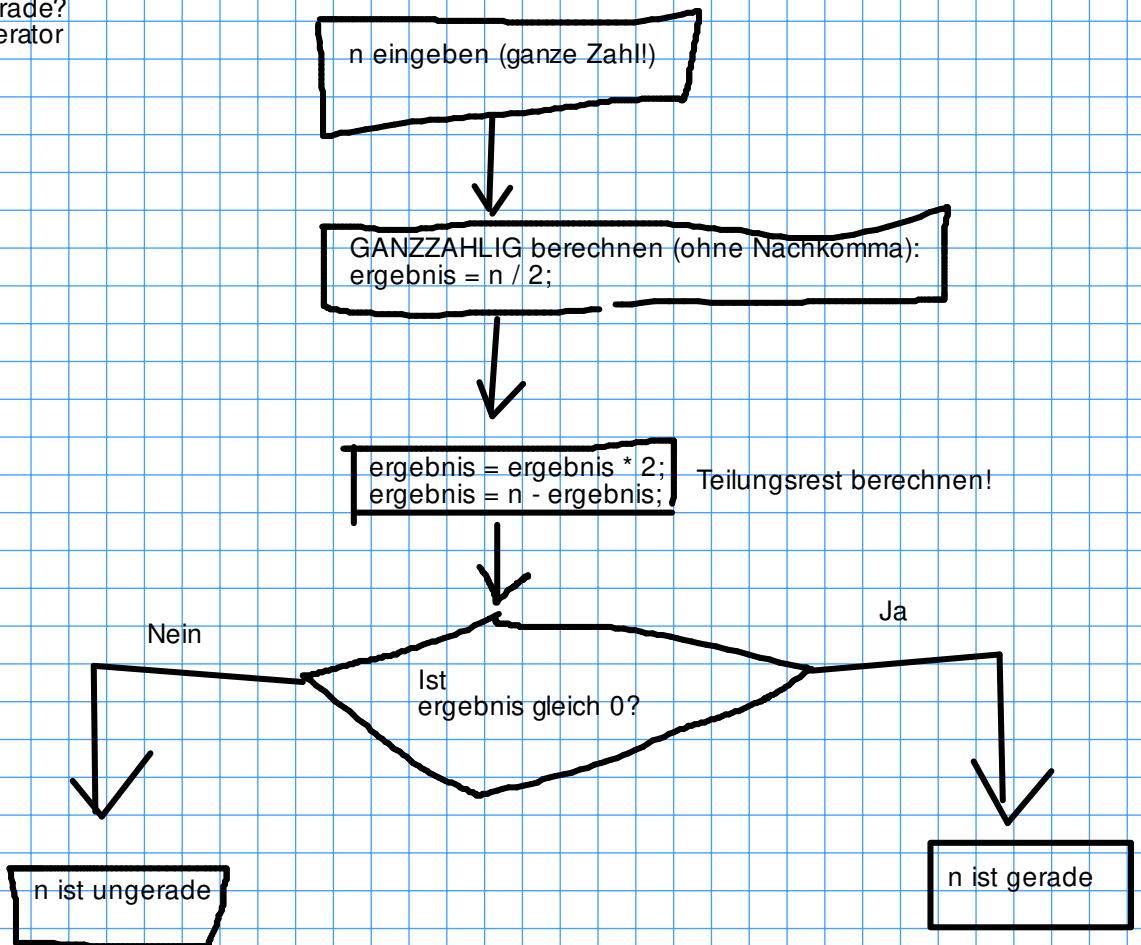 rade?
erator
n eingeben (ganze Zahl!)
GANZZAHLIG berechnen (ohne Nachkomma):
ergebnis = n / 2;
ergebnis = ergebnis * 2;
ergebnis = n - ergebnis;
Teilungsrest berechnen!
Nein
Ja
Ist
ergebnis gleich 0?
n ist ungerade
n ist gerade